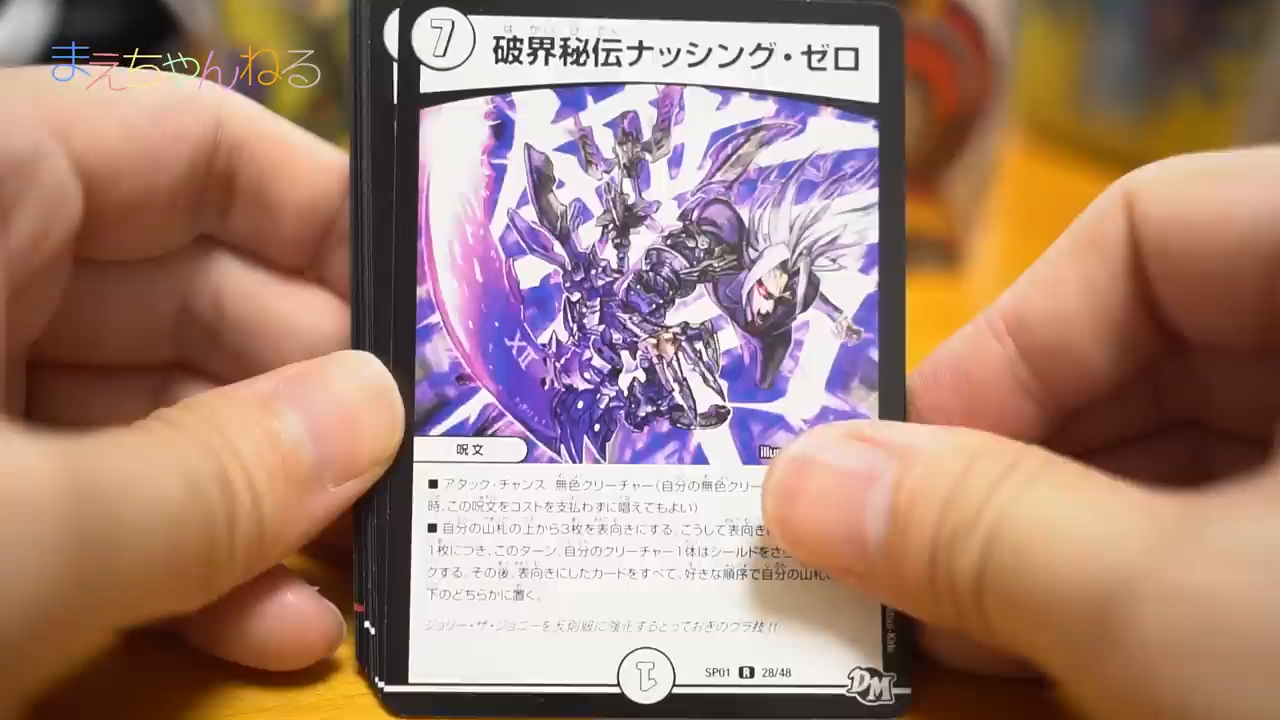 まえちゃんねる
7
破界秘伝ナッシング・ゼロ
呪文
■ アタック・チャンス 無色クリーチャー(自分の無色クリー
時、この呪文をコストを支払わずに唱えてもよい)
■ 自分の山札の上から3枚を表向きにする。こうして表向き
1枚につき、このターン、自分のクリーチャー1体はシールドをさ
クする。その後、表向きにしたカードをすべて、好きな順序で自分の山札
下のどちらかに置く。
ジョリー・ザ・ジョニーを反則級に強化するとっておきのウラ技!!
1
SP01 R 28/48
DM